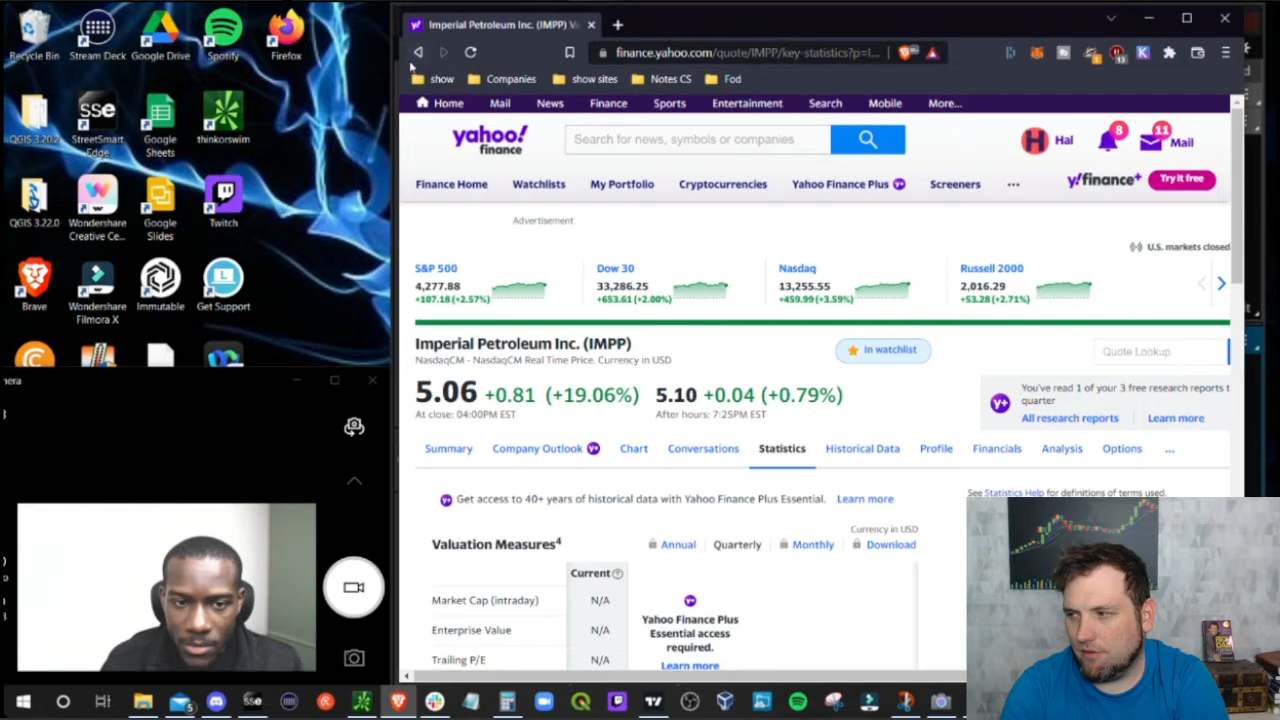 Recycle Bin
Stream Deck
Google Drive
Spotify
Firefox
QGIS 3.20.2
StreetSmart Edge
Google Sheets
thinkorswim
QGIS 3.22.0
Wondershare Creative Ce...
Google Slides
Twitch
Brave
Wondershare Filmora X
Immutable
Get Support
Imperial Petroleum Inc. (IMPP) Va
finance.yahoo.com/quote/IMPP/key-statistics?p=I...
show
Companies
show sites
Notes CS
Fod
Home Mail News Finance Sports Entertainment Search Mobile More...
yahoo! finance
Search for news, symbols or companies
H Hal 8 11 Mail
Finance Home Watchlists My Portfolio Cryptocurrencies Yahoo Finance Plus Screeners ...
y!finance+ Try it free
Advertisement
U.S. markets closed
S&P 500
4,277.88
+107.18 (+2.57%)
Dow 30
33,286.25
+653.61 (+2.00%)
Nasdaq
13,255.55
+459.99 (+3.59%)
Russell 2000
2,016.29
+53.28 (+2.71%)
Imperial Petroleum Inc. (IMPP)
NasdaqCM - NasdaqCM Real Time Price. Currency in USD
In watchlist
Quote Lookup
5.06 +0.81 (+19.06%)
At close: 04:00PM EST
5.10 +0.04 (+0.79%)
After hours: 7:25PM EST
You've read 1 of your 3 free research reports t
quarter
All research reports Learn more
Summary Company Outlook Chart Conversations Statistics Historical Data Profile Financials Analysis Options ...
Get access to 40+ years of historical data with Yahoo Finance Plus Essential. Learn more
See Statistics Help for definitions of terms used.
Currency in USD
Valuation Measures4
Annual Quarterly Monthly Download
Current
Market Cap (intraday) N/A
Enterprise Value N/A
Trailing P/E N/A
Yahoo Finance Plus
Essential access
required.
Learn more
mera